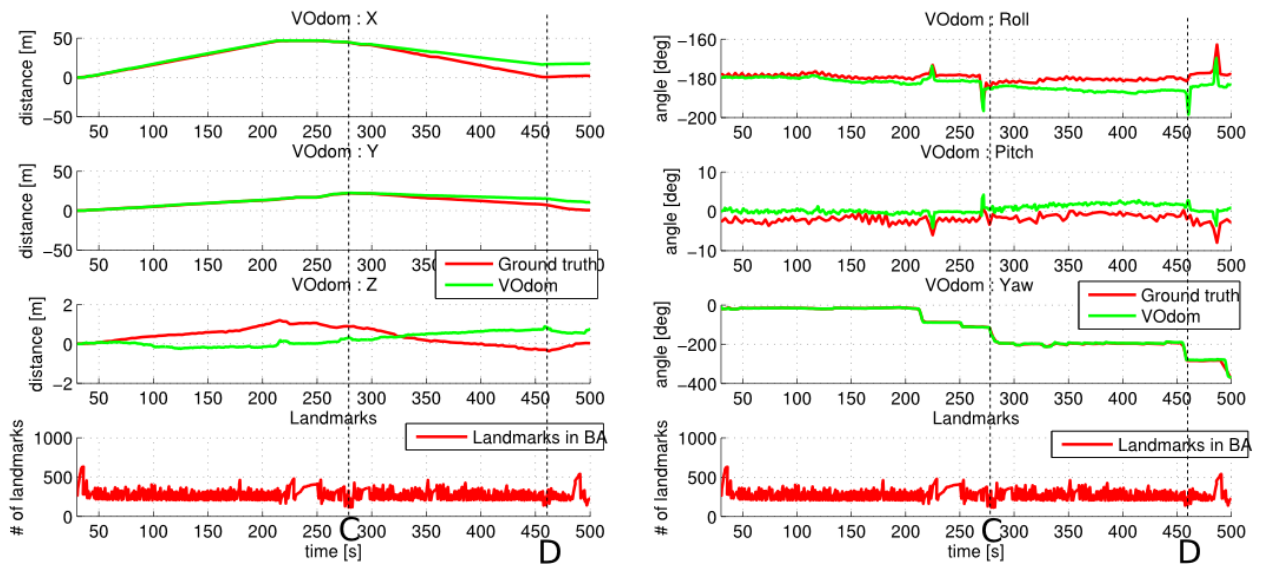 VOdom : X
distance [m]
50
0
−50
50 100 150 200 250 300 350 400 450 500
VOdom : Y
distance [m]
50
0
−50
50 100 150 200 250 300 350 400 450 500
Ground truth
VOdom
VOdom : Z
distance [m]
2
0
−2
50 100 150 200 250 300 350 400 450 500
Landmarks
# of landmarks
1000
500
0
Landmarks in BA
50 100 150 200 250 300 350 400 450 500
time [s]
C
D
VOdom : Roll
angle [deg]
−160
−180
−200
50 100 150 200 250 300 350 400 450 500
VOdom : Pitch
angle [deg]
10
0
−10
50 100 150 200 250 300 350 400 450 500
VOdom : Yaw
Ground truth
VOdom
angle [deg]
0
−200
−400
50 100 150 200 250 300 350 400 450 500
Landmarks
# of landmarks
1000
500
0
Landmarks in BA
50 100 150 200 250 300 350 400 450 500
time [s]
C
D